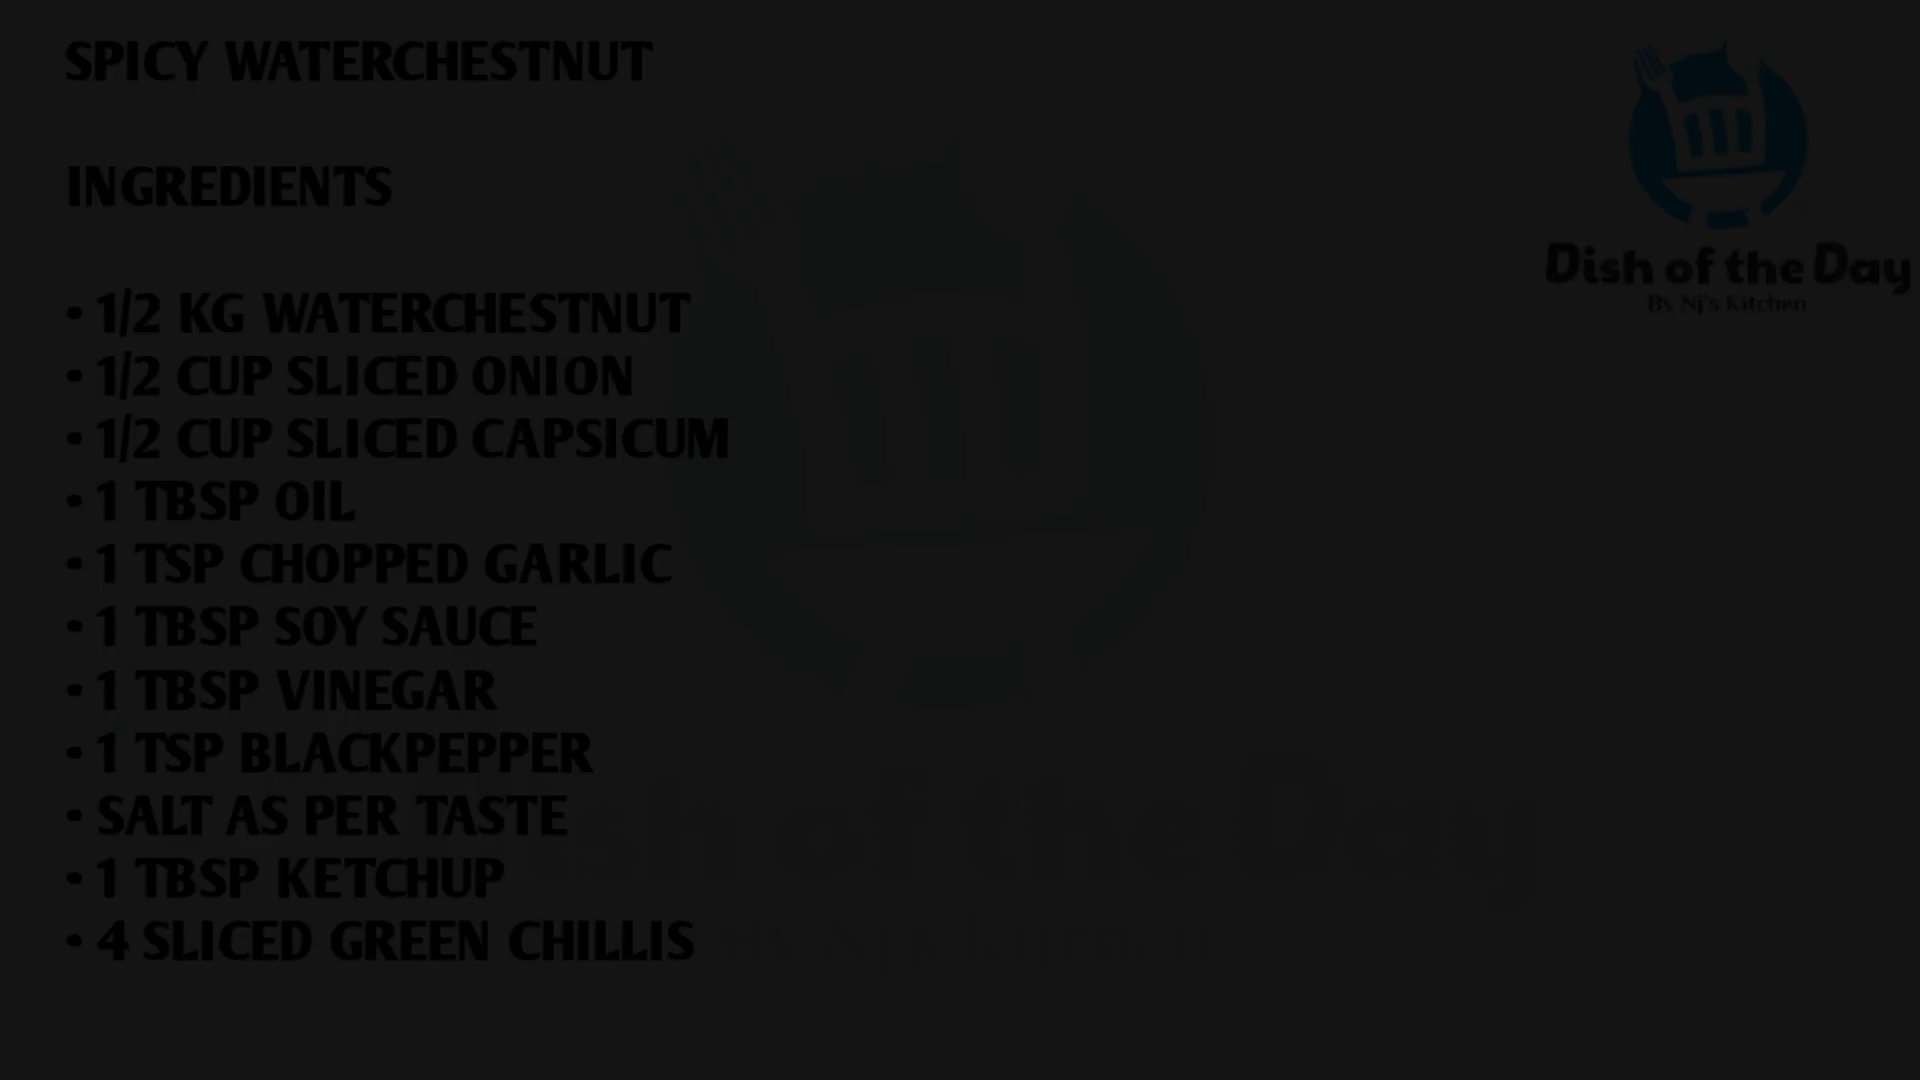 SPICY WATERCHESTNUT
INGREDIENTS
• 1/2 KG WATERCHESTNUT
• 1/2 CUP SLICED ONION
• 1/2 CUP SLICED CAPSICUM
• 1 TBSP OIL
• 1 TSP CHOPPED GARLIC
• 1 TBSP SOY SAUCE
• 1 TBSP VINEGAR
• 1 TSP BLACKPEPPER
• SALT AS PER TASTE
• 1 TBSP KETCHUP
• 4 SLICED GREEN CHILLIS
Dish of the Day
By Nj's Kitchen